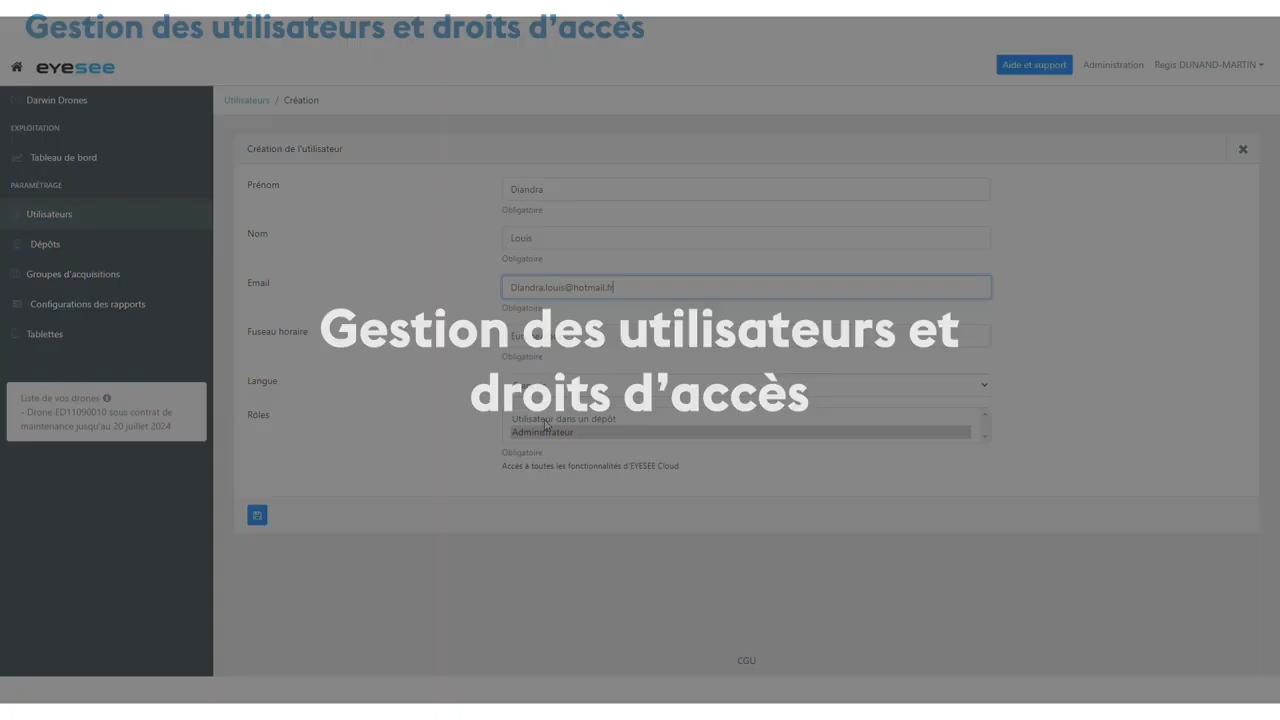 Gestion des utilisateurs et droits d'accès
eyesee
Aide et support
Administration
Regis DUNAND-MARTIN
Darwin Drones
EXPLOITATION
Tableau de bord
PARAMÉTRAGE
Utilisateurs
Dépôts
Groupes d'acquisitions
Configurations des rapports
Tablettes
Liste de vos drones
- Drone ED11090010 sous contrat de
maintenance jusqu'au 20 juillet 2024
Utilisateurs / Création
Création de l'utilisateur
Prénom
Diandra
Obligatoire
Nom
Louis
Obligatoire
Email
Diandra.louis@hotmail.fr
Obligatoire
Fuseau horaire
Obligatoire
Langue
Rôles
Utilisateur dans un dépôt
Administrateur
Obligatoire
Accès à toutes les fonctionnalités d'EYESEE Cloud
Gestion des utilisateurs et
droits d'accès
CGU